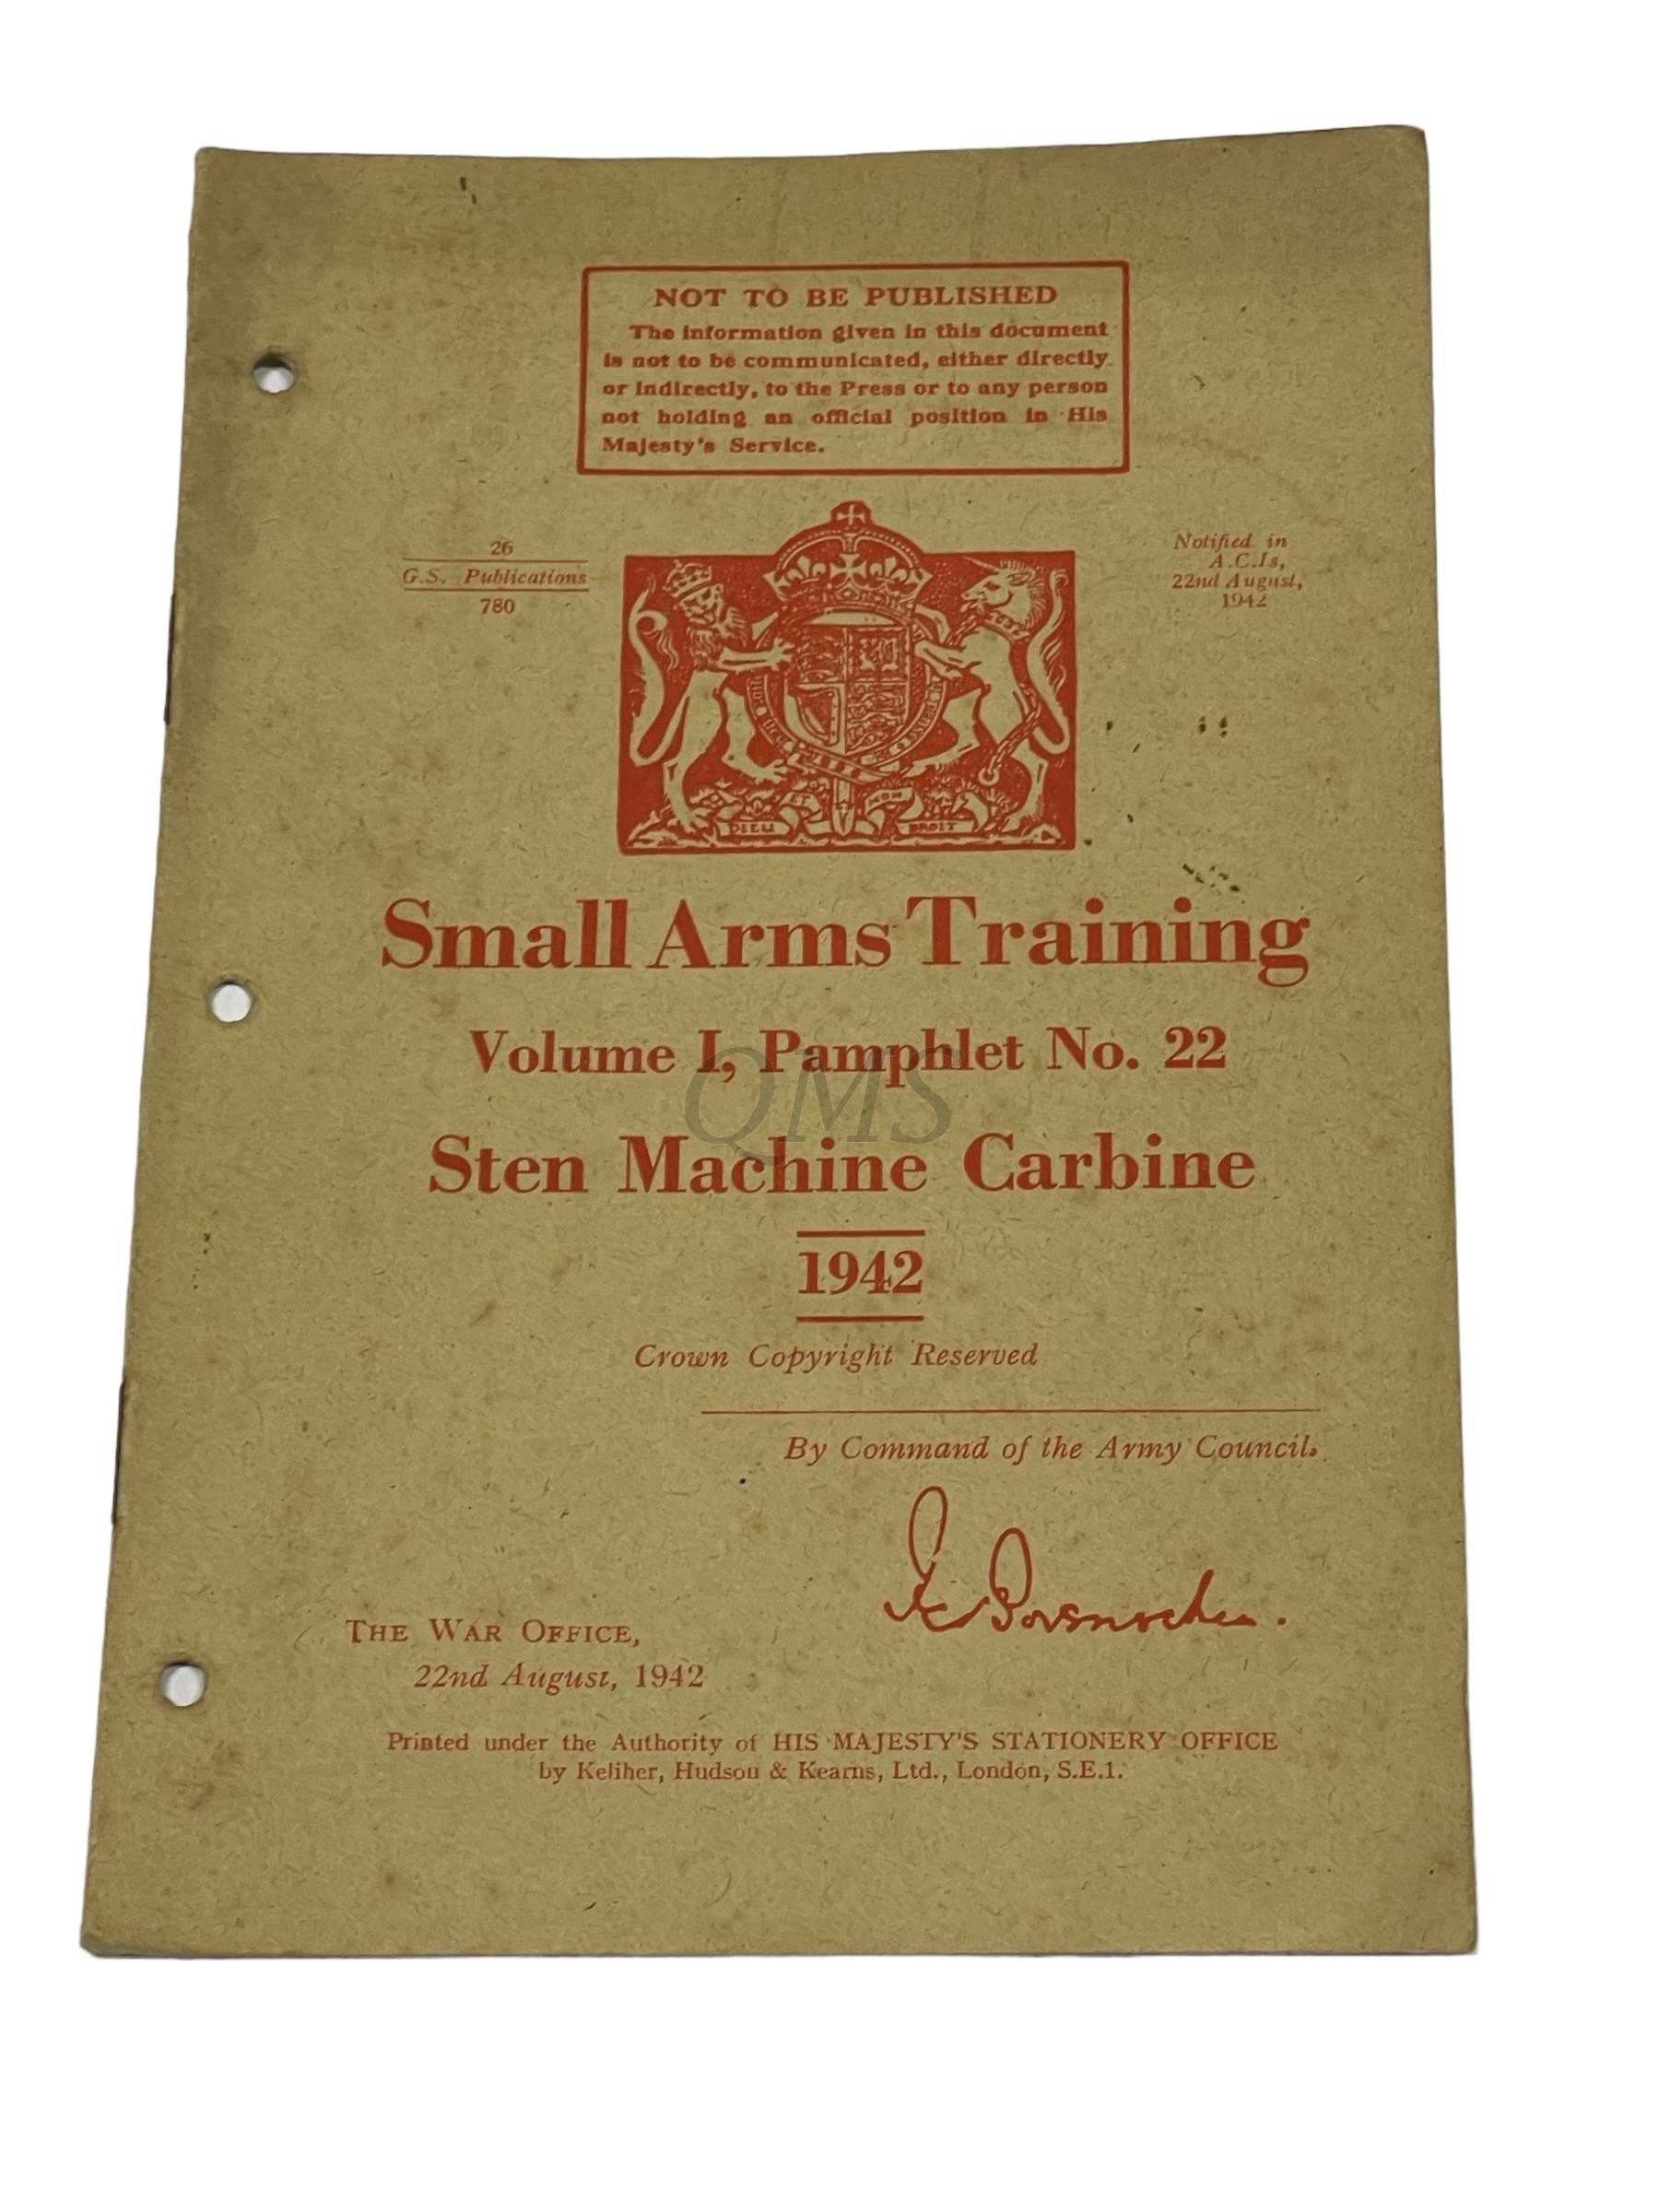 NOT TO BE PUBLISHED
The information given in this document
is not to be communicated, either directly
or indirectly, to the Press or to any person
not holding an official position in His
Majesty's Service.
26
G.S. Publications
780
Notified in
A.C.Is,
22nd August,
1942
DIEU ET MON DROIT
Small Arms Training
Volume I, Pamphlet No. 22
QMS
Sten Machine Carbine
1942
Crown Copyright Reserved
By Command of the Army Council.
THE WAR OFFICE,
22nd August, 1942
Printed under the Authority of HIS MAJESTY'S STATIONERY OFFICE
by Keliher, Hudson & Kearns, Ltd., London, S.E.1.